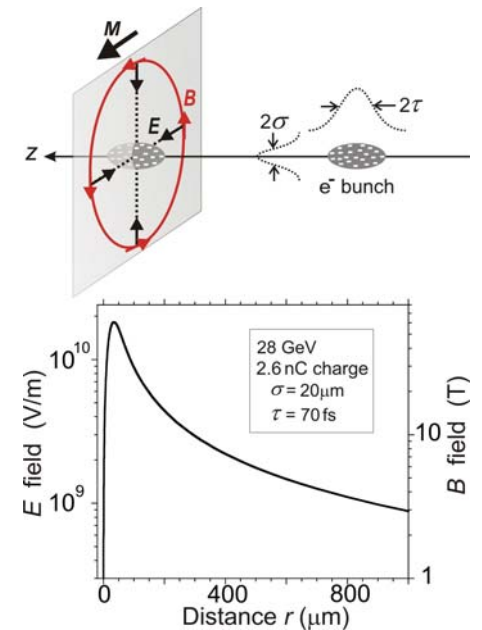 M
B
E
2τ
2σ
Z
e⁻ bunch
28 GeV
2.6 nC charge
σ = 20μm
τ = 70 fs
10¹⁰
10⁹
E field (V/m)
10
1
B field (T)
0 400 800
Distance r (μm)